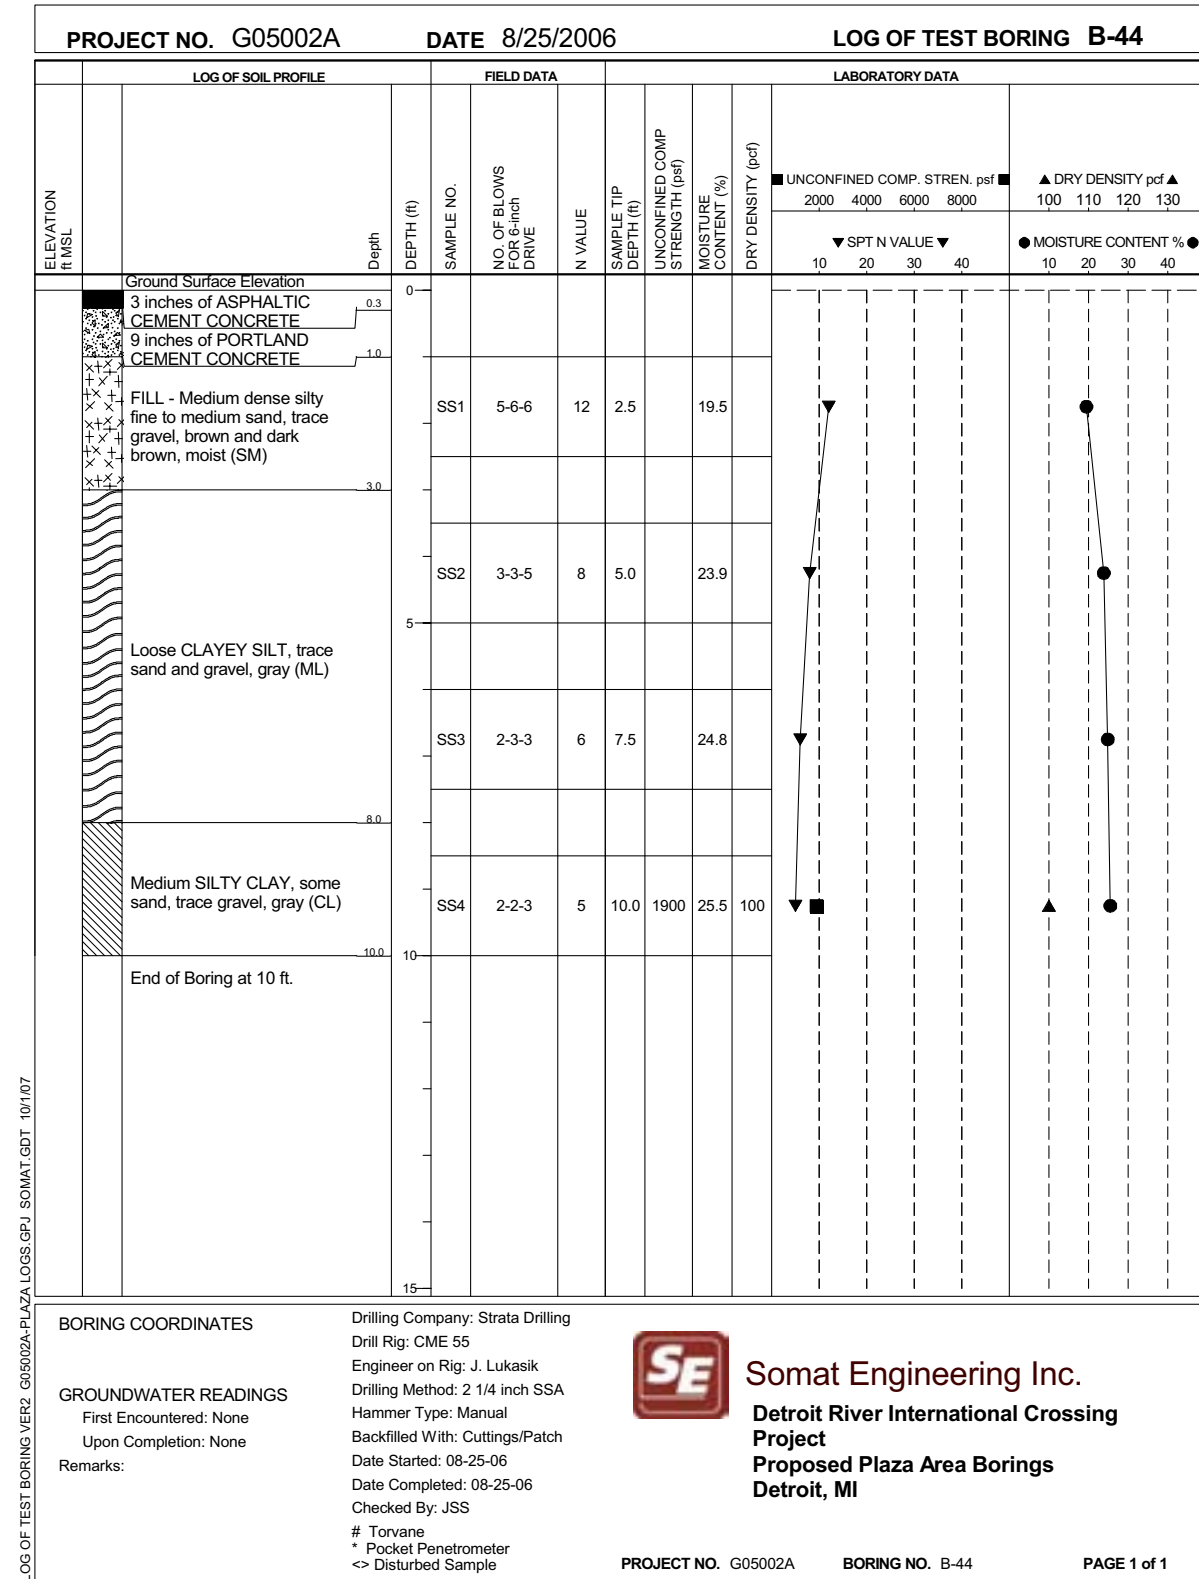 PROJECT NO. G05002A DATE 8/25/2006 LOG OF TEST BORING B-44
LOG OF SOIL PROFILE FIELD DATA LABORATORY DATA
ELEVATION
ft MSL
Depth
DEPTH (ft)
SAMPLE NO.
NO. OF BLOWS
FOR 6-inch
DRIVE
N VALUE
SAMPLE TIP
DEPTH (ft)
UNCONFINED COMP
STRENGTH (psf)
MOISTURE
CONTENT (%)
DRY DENSITY (pcf)
■ UNCONFINED COMP. STREN. psf ■
2000 4000 6000 8000
▼ SPT N VALUE ▼
10 20 30 40
▲ DRY DENSITY pcf ▲
100 110 120 130
● MOISTURE CONTENT % ●
10 20 30 40
Ground Surface Elevation
0
3 inches of ASPHALTIC
CEMENT CONCRETE
0.3
9 inches of PORTLAND
CEMENT CONCRETE
1.0
FILL - Medium dense silty
fine to medium sand, trace
gravel, brown and dark
brown, moist (SM)
3.0
SS1 5-6-6 12 2.5 19.5
SS2 3-3-5 8 5.0 23.9
5
Loose CLAYEY SILT, trace
sand and gravel, gray (ML)
SS3 2-3-3 6 7.5 24.8
8.0
Medium SILTY CLAY, some
sand, trace gravel, gray (CL)
SS4 2-2-3 5 10.0 1900 25.5 100
10.0
10
End of Boring at 10 ft.
15
LOG OF TEST BORING VER2 G05002A-PLAZA LOGS.GPJ SOMAT.GDT 10/1/07
BORING COORDINATES
GROUNDWATER READINGS
First Encountered: None
Upon Completion: None
Remarks:
Drilling Company: Strata Drilling
Drill Rig: CME 55
Engineer on Rig: J. Lukasik
Drilling Method: 2 1/4 inch SSA
Hammer Type: Manual
Backfilled With: Cuttings/Patch
Date Started: 08-25-06
Date Completed: 08-25-06
Checked By: JSS
# Torvane
* Pocket Penetrometer
<> Disturbed Sample
SE
Somat Engineering Inc.
Detroit River International Crossing
Project
Proposed Plaza Area Borings
Detroit, MI
PROJECT NO. G05002A BORING NO. B-44 PAGE 1 of 1